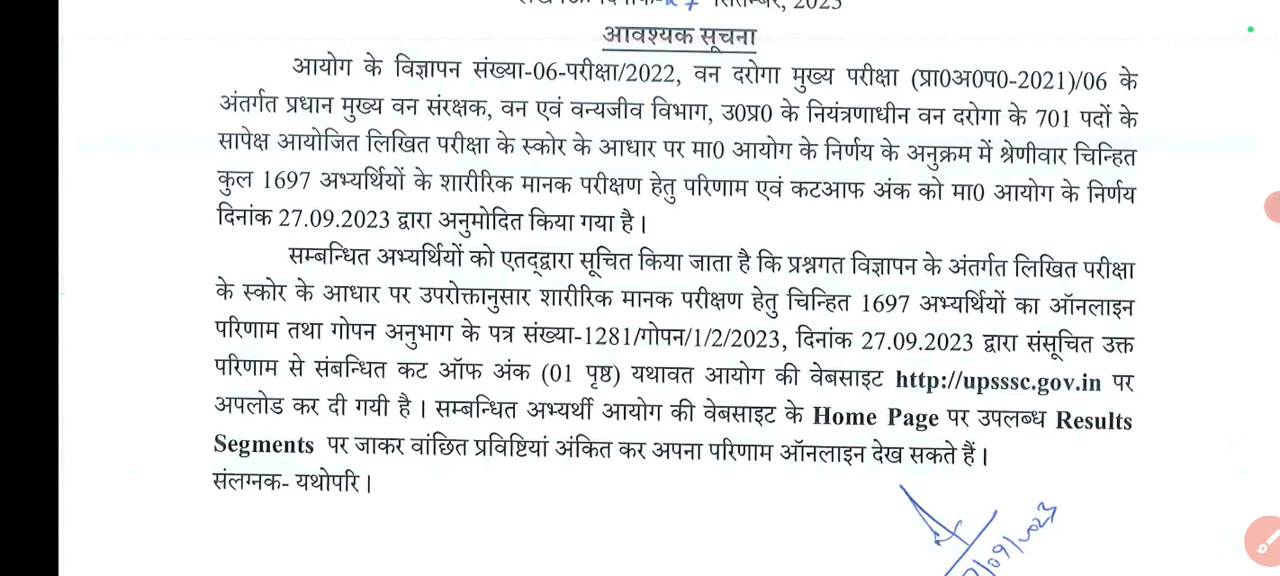 सितम्बर, 2023
आवश्यक सूचना
आयोग के विज्ञापन संख्या-06-परीक्षा/2022, वन दरोगा मुख्य परीक्षा (प्रा0अ0प0-2021)/06 के
अंतर्गत प्रधान मुख्य वन संरक्षक, वन एवं वन्यजीव विभाग, उ0प्र0 के नियंत्रणाधीन वन दरोगा के 701 पदों के
सापेक्ष आयोजित लिखित परीक्षा के स्कोर के आधार पर मा0 आयोग के निर्णय के अनुक्रम में श्रेणीवार चिन्हित
कुल 1697 अभ्यर्थियों के शारीरिक मानक परीक्षण हेतु परिणाम एवं कटआफ अंक को मा0 आयोग के निर्णय
दिनांक 27.09.2023 द्वारा अनुमोदित किया गया है।
सम्बन्धित अभ्यर्थियों को एतद्द्वारा सूचित किया जाता है कि प्रश्नगत विज्ञापन के अंतर्गत लिखित परीक्षा
के स्कोर के आधार पर उपरोक्तानुसार शारीरिक मानक परीक्षण हेतु चिन्हित 1697 अभ्यर्थियों का ऑनलाइन
परिणाम तथा गोपन अनुभाग के पत्र संख्या-1281/गोपन/1/2/2023, दिनांक 27.09.2023 द्वारा संसूचित उक्त
परिणाम से संबन्धित कट ऑफ अंक (01 पृष्ठ) यथावत आयोग की वेबसाइट http://upsssc.gov.in पर
अपलोड कर दी गयी है। सम्बन्धित अभ्यर्थी आयोग की वेबसाइट के Home Page पर उपलब्ध Results
Segments पर जाकर वांछित प्रविष्टियां अंकित कर अपना परिणाम ऑनलाइन देख सकते हैं।
संलग्नक- यथोपरि।
/09/2023